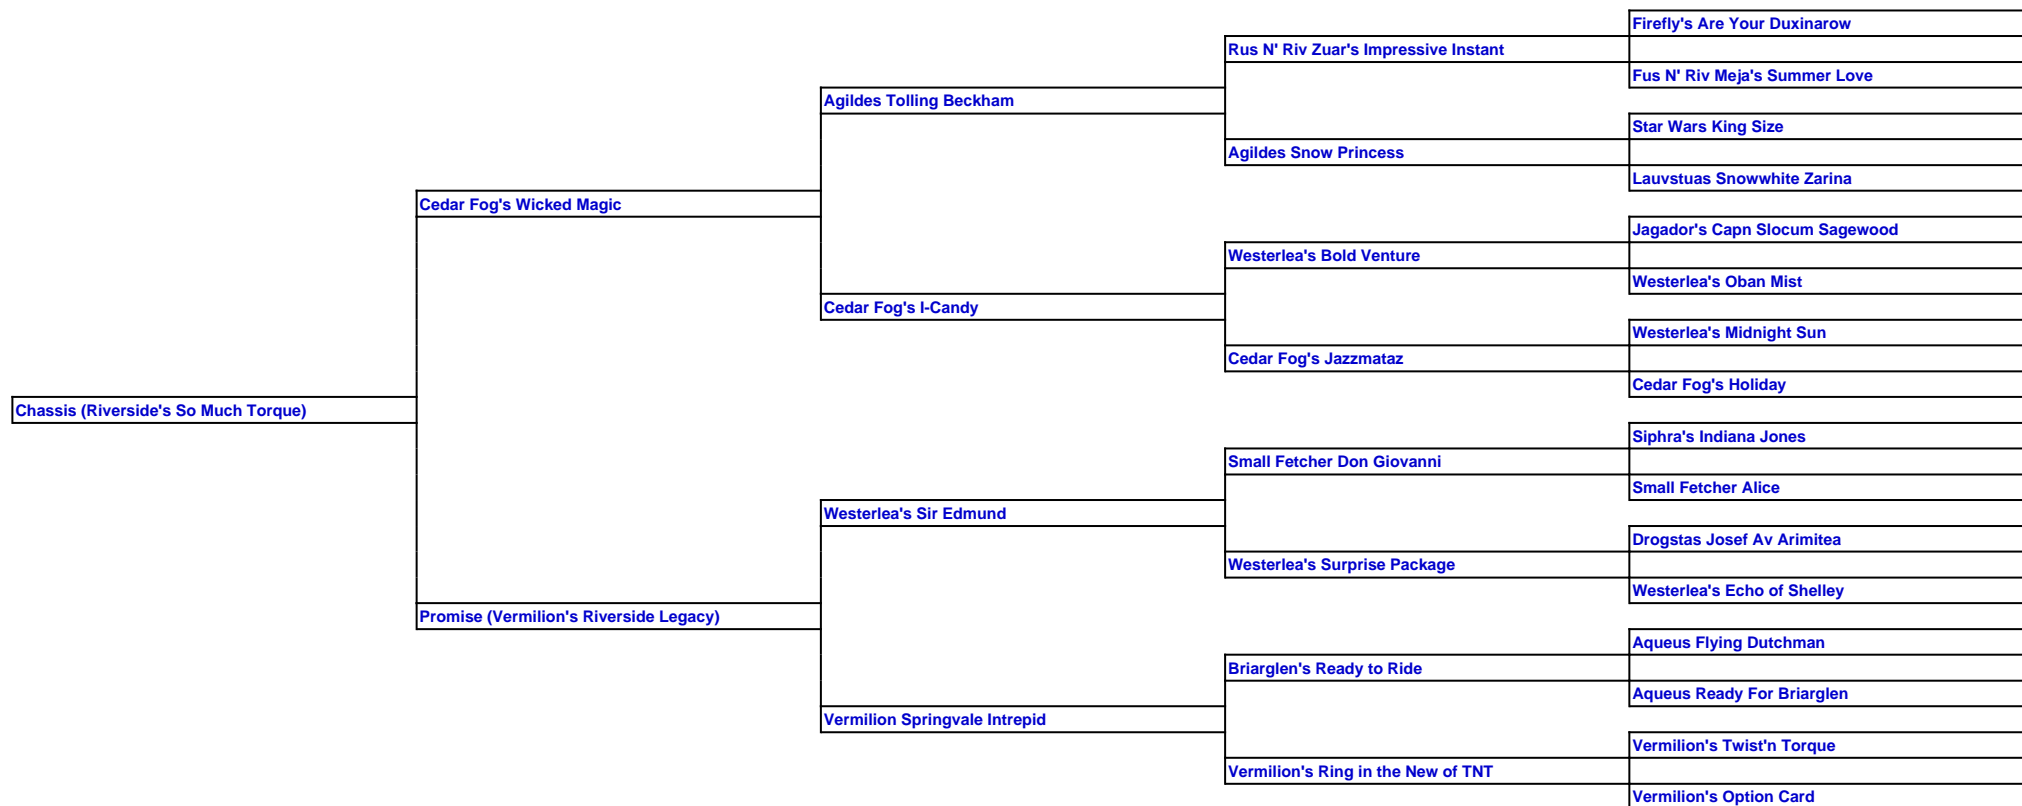 Firefly's Are Your Duxinarow
Rus N' Riv Zuar's Impressive Instant
Fus N' Riv Meja's Summer Love
Agildes Tolling Beckham
Star Wars King Size
Agildes Snow Princess
Lauvstuas Snowwhite Zarina
Cedar Fog's Wicked Magic
Jagador's Capn Slocum Sagewood
Westerlea's Bold Venture
Westerlea's Oban Mist
Cedar Fog's I-Candy
Westerlea's Midnight Sun
Cedar Fog's Jazzmataz
Cedar Fog's Holiday
Chassis (Riverside's So Much Torque)
Siphra's Indiana Jones
Small Fetcher Don Giovanni
Small Fetcher Alice
Westerlea's Sir Edmund
Drogstas Josef Av Arimitea
Westerlea's Surprise Package
Westerlea's Echo of Shelley
Promise (Vermilion's Riverside Legacy)
Aqueus Flying Dutchman
Briarglen's Ready to Ride
Aqueus Ready For Briarglen
Vermilion Springvale Intrepid
Vermilion's Twist'n Torque
Vermilion's Ring in the New of TNT
Vermilion's Option Card